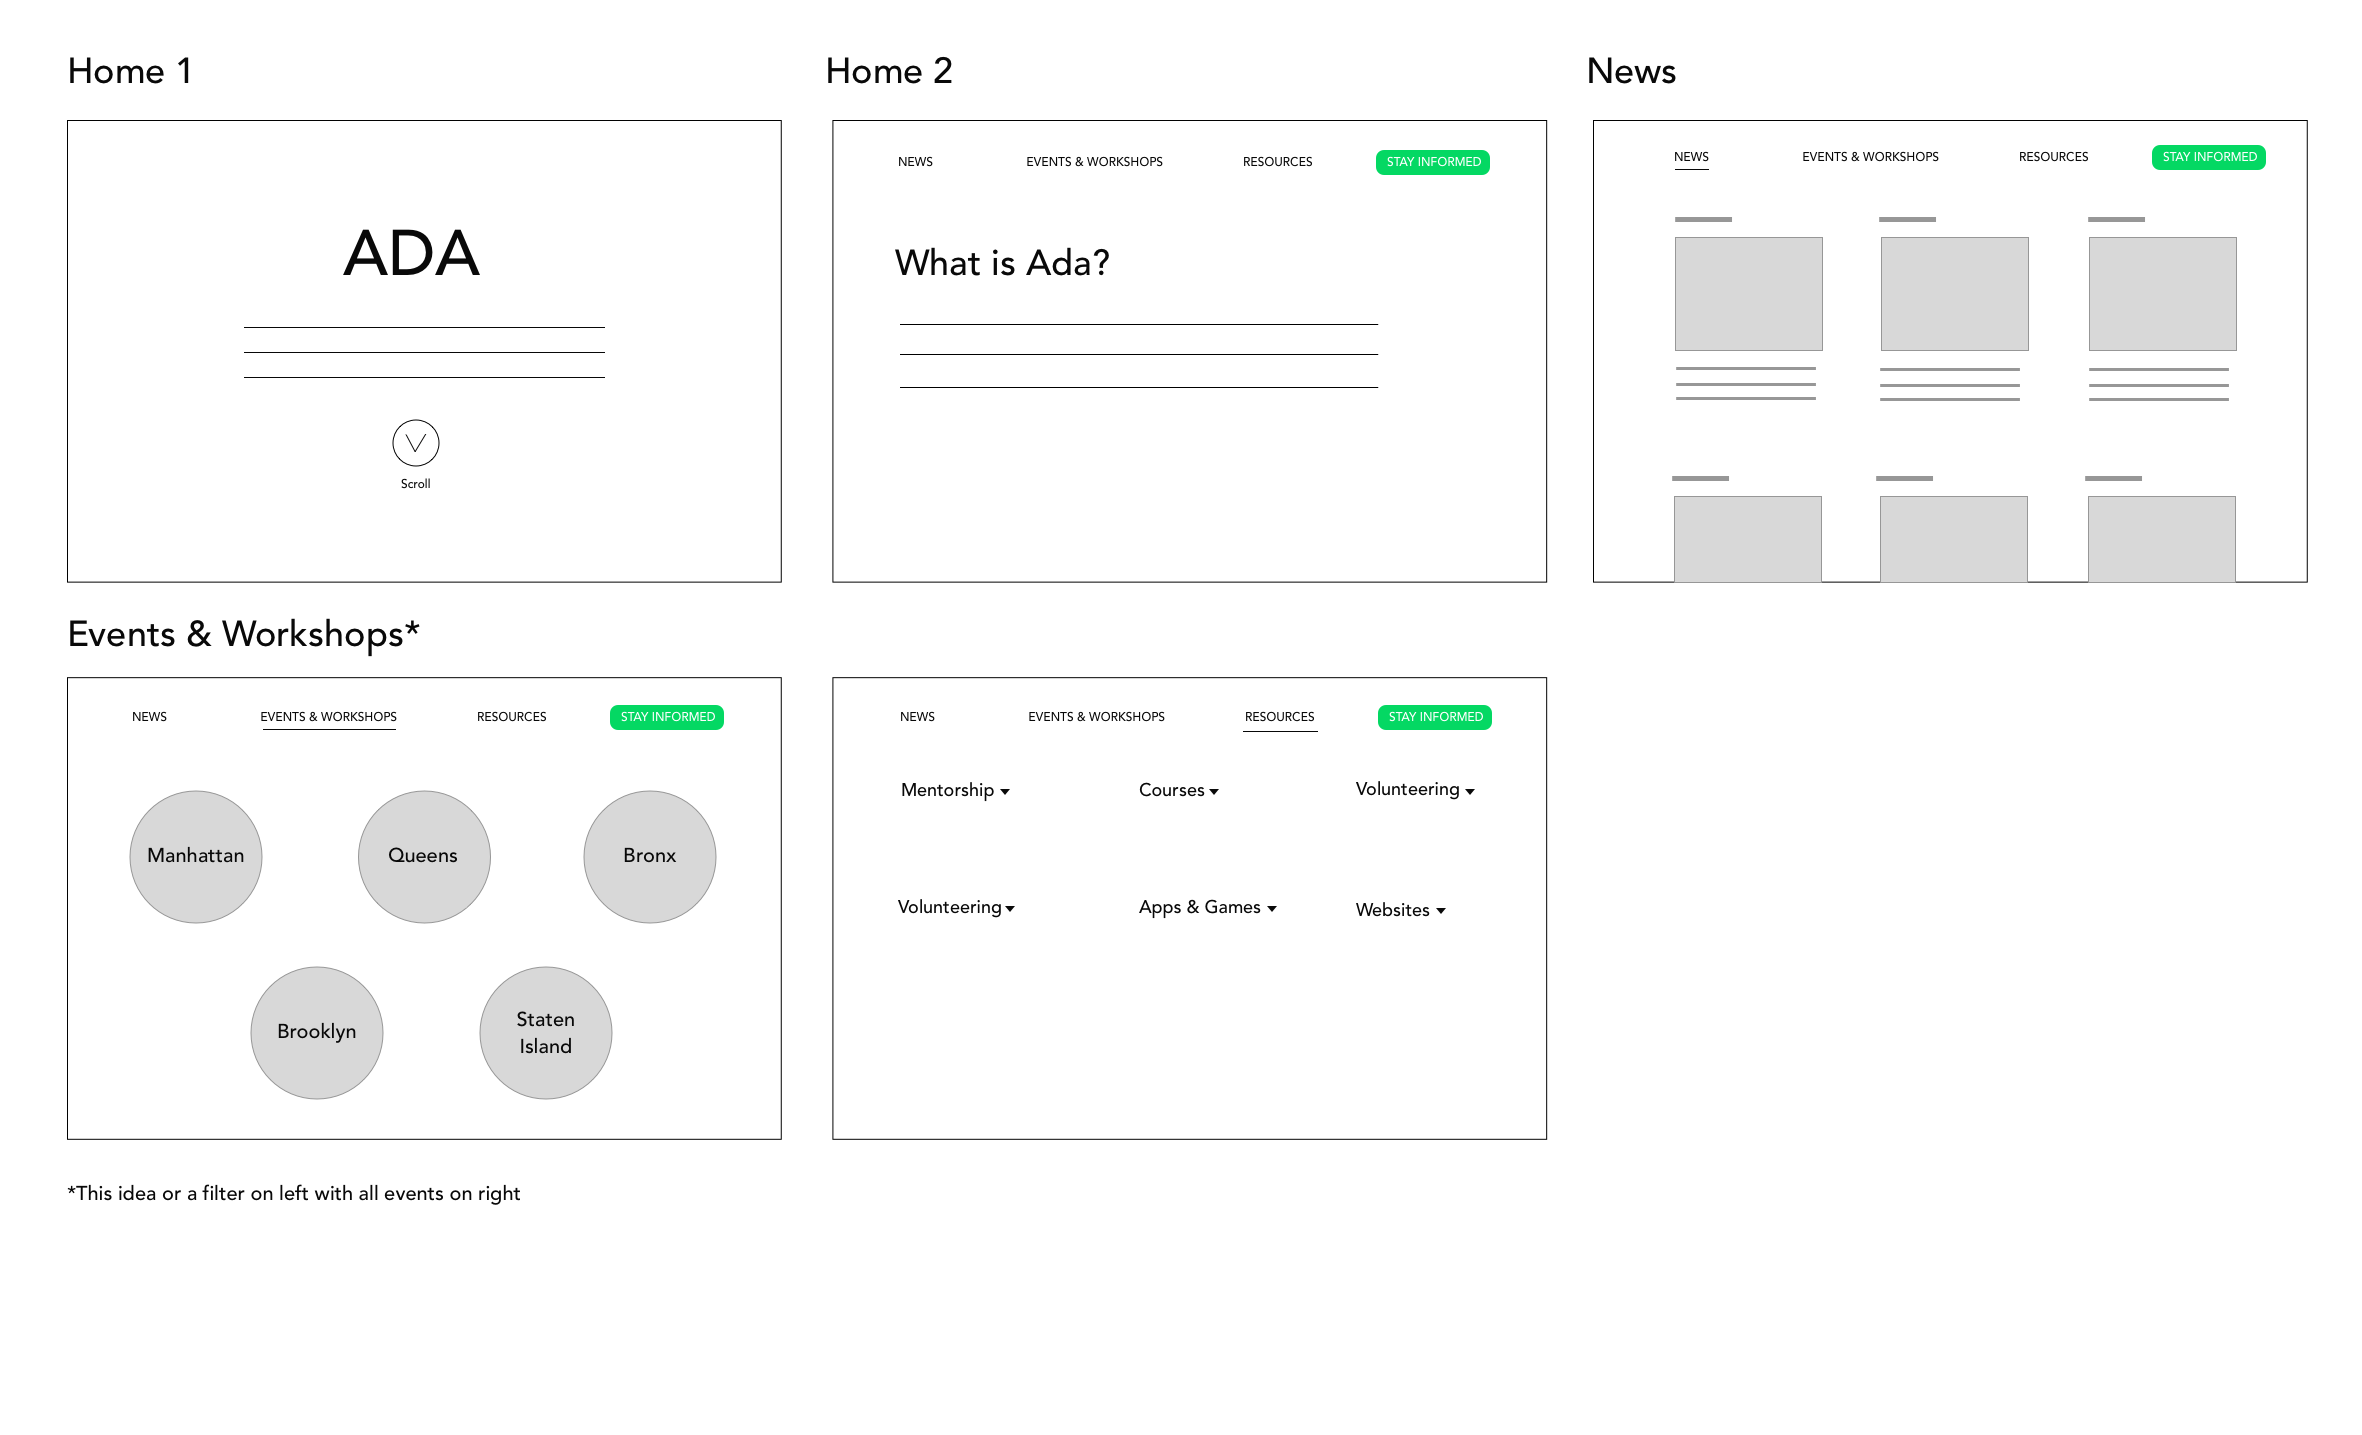 Home 1
Home 2
News
ADA
Scroll
NEWS
EVENTS & WORKSHOPS
RESOURCES
STAY INFORMED
What is Ada?
NEWS
EVENTS & WORKSHOPS
RESOURCES
STAY INFORMED
Events & Workshops*
NEWS
EVENTS & WORKSHOPS
RESOURCES
STAY INFORMED
Manhattan
Queens
Bronx
Brooklyn
Staten
Island
NEWS
EVENTS & WORKSHOPS
RESOURCES
STAY INFORMED
Mentorship
Courses
Volunteering
Volunteering
Apps & Games
Websites
*This idea or a filter on left with all events on right